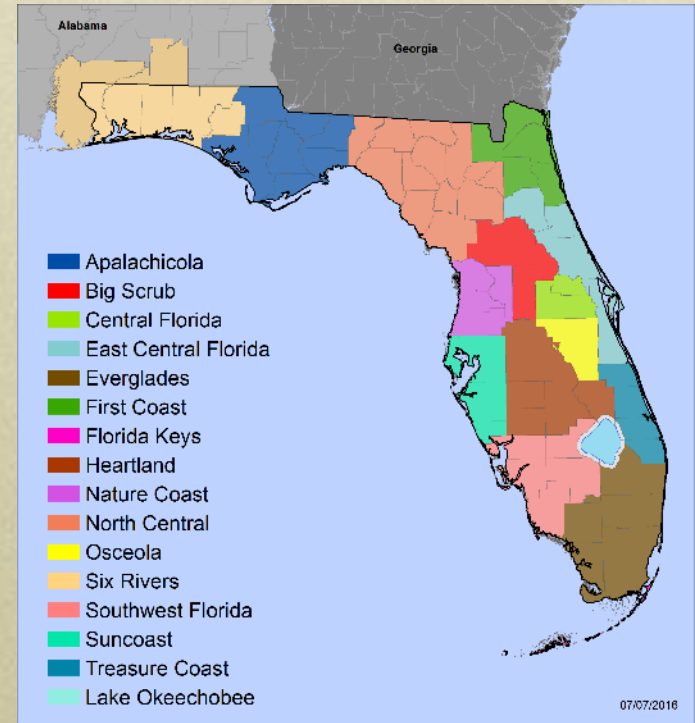 Alabama
Georgia
Apalachicola
Big Scrub
Central Florida
East Central Florida
Everglades
First Coast
Florida Keys
Heartland
Nature Coast
North Central
Osceola
Six Rivers
Southwest Florida
Suncoast
Treasure Coast
Lake Okeechobee
07/07/2016